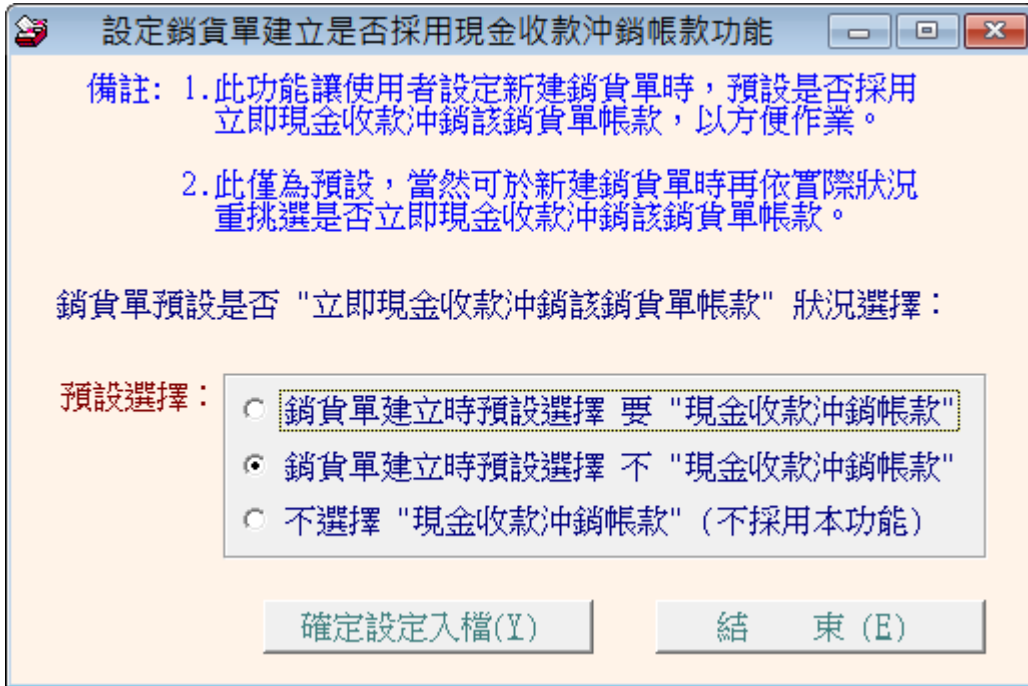 設定銷貨單建立是否採用現金收款沖銷帳款功能
備註: 1.此功能讓使用者設定新建銷貨單時，預設是否採用
立即現金收款沖銷該銷貨單帳款，以方便作業。
2.此僅為預設，當然可於新建銷貨單時再依實際狀況
重挑選是否立即現金收款沖銷該銷貨單帳款。
銷貨單預設是否 "立即現金收款沖銷該銷貨單帳款" 狀況選擇：
預設選擇：
銷貨單建立時預設選擇 要 "現金收款沖銷帳款"
銷貨單建立時預設選擇 不 "現金收款沖銷帳款"
不選擇 "現金收款沖銷帳款" (不採用本功能)
確定設定入檔(Y)
結　　束 (E)